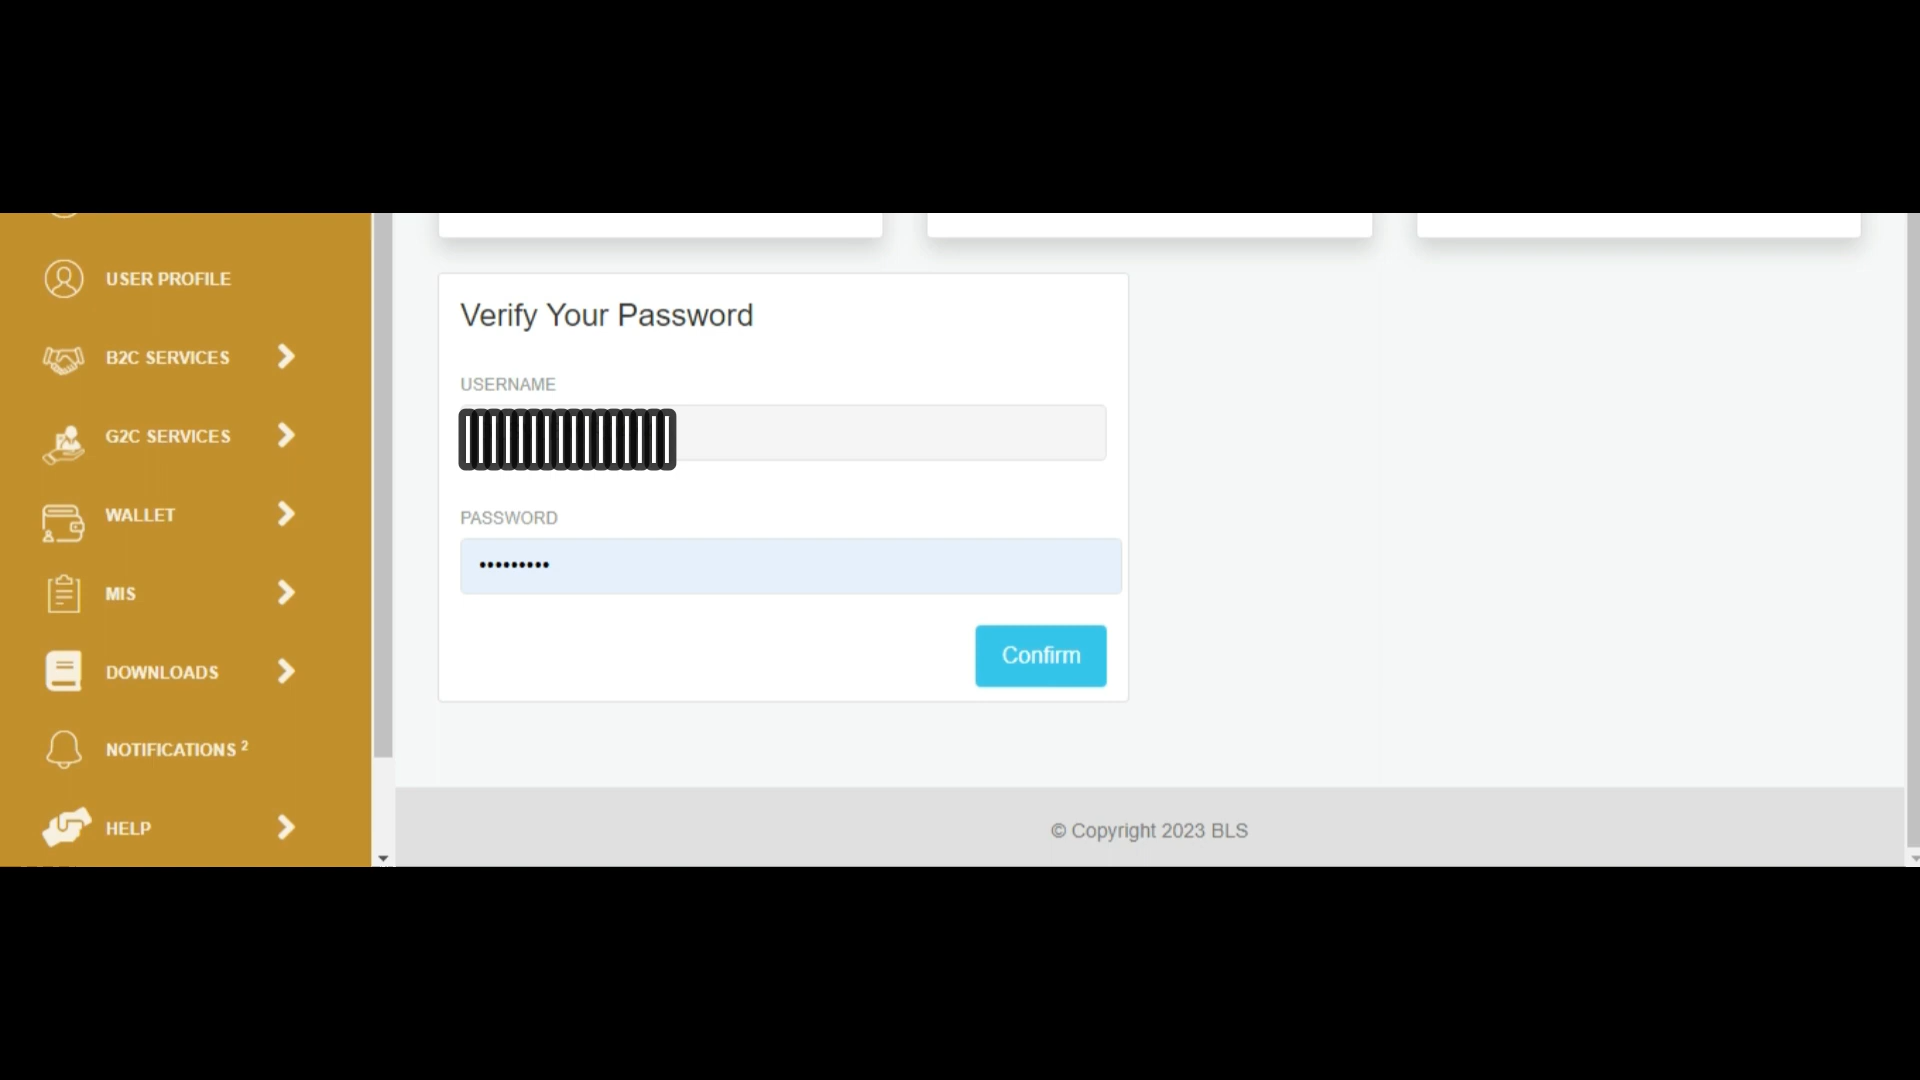 USER PROFILE
B2C SERVICES
G2C SERVICES
WALLET
MIS
DOWNLOADS
NOTIFICATIONS 2
HELP
Verify Your Password
USERNAME
PASSWORD
•••••••••
Confirm
© Copyright 2023 BLS